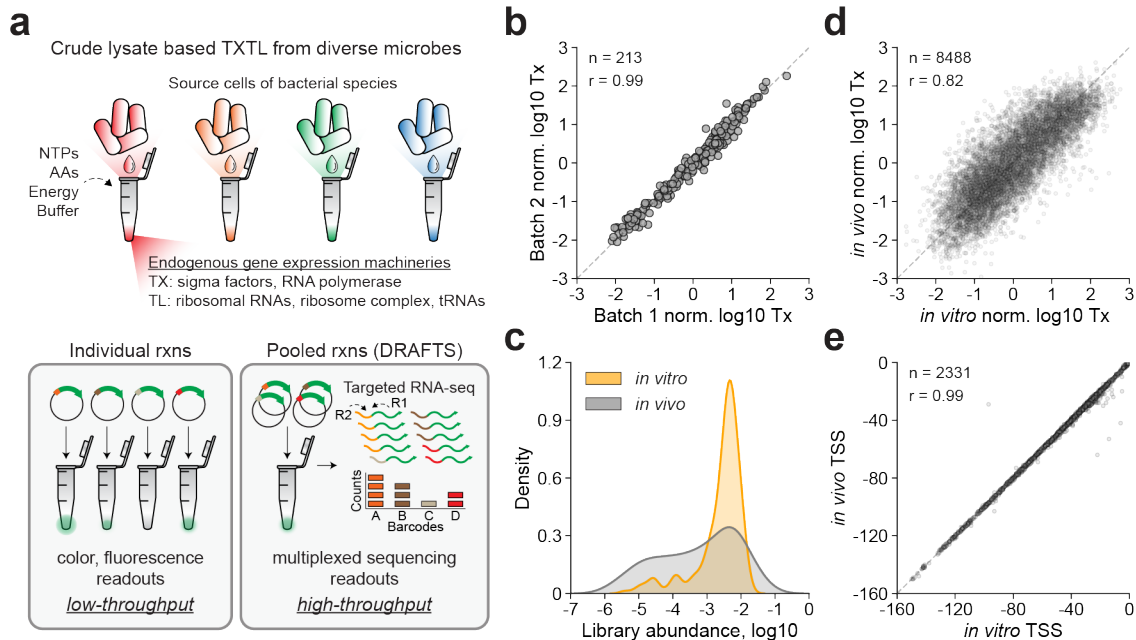 a
Crude lysate based TXTL from diverse microbes
Source cells of bacterial species
NTPs
AAs
Energy
Buffer
Endogenous gene expression machineries
TX: sigma factors, RNA polymerase
TL: ribosomal RNAs, ribosome complex, tRNAs
Individual rxns
color, fluorescence
readouts
low-throughput
Pooled rxns (DRAFTS)
Targeted RNA-seq
R1
R2
Counts
A B C D
Barcodes
multiplexed sequencing
readouts
high-throughput
b
n = 213
r = 0.99
Batch 2 norm. log10 Tx
3
2
1
0
-1
-2
-3
-3 -2 -1 0 1 2 3
Batch 1 norm. log10 Tx
c
in vitro
in vivo
Density
1.2
0.9
0.6
0.3
0
-7 -6 -5 -4 -3 -2 -1 0
Library abundance, log10
d
n = 8488
r = 0.82
in vivo norm. log10 Tx
3
2
1
0
-1
-2
-3
-3 -2 -1 0 1 2 3
in vitro norm. log10 Tx
e
n = 2331
r = 0.99
in vivo TSS
0
-40
-80
-120
-160
-160 -120 -80 -40 0
in vitro TSS